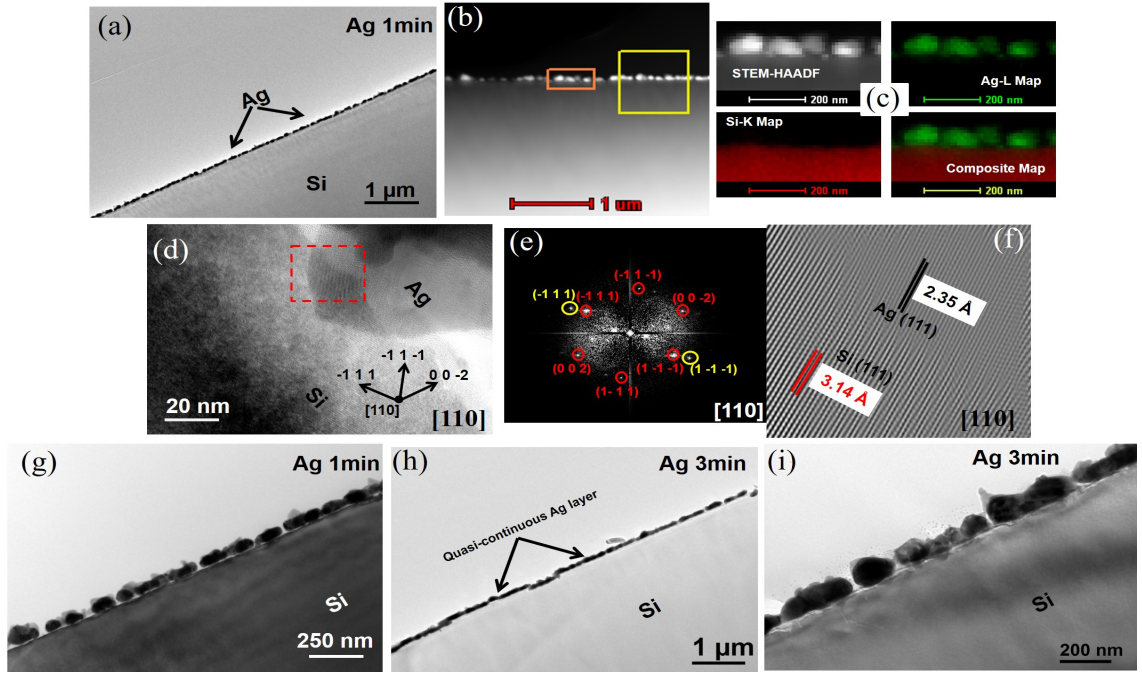 (a)
Ag 1min
Ag
Si
1 µm
(b)
1 um
STEM-HAADF
200 nm
Ag-L Map
200 nm
(c)
Si-K Map
200 nm
Composite Map
200 nm
(d)
Ag
Si
-1 1 1
-1 1 -1
0 0 -2
[110]
20 nm
[110]
(e)
(-1 1 -1)
(-1 1 1)
(-1 1 1)
(0 0 -2)
(0 0 2)
(1 -1 -1)
(1 -1 -1)
(1- 1 1)
[110]
(f)
2.35 Å
Ag (111)
Si (111)
3.14 Å
[110]
(g)
Ag 1min
Si
250 nm
(h)
Ag 3min
Quasi-continuous Ag layer
Si
1 µm
(i)
Ag 3min
Si
200 nm